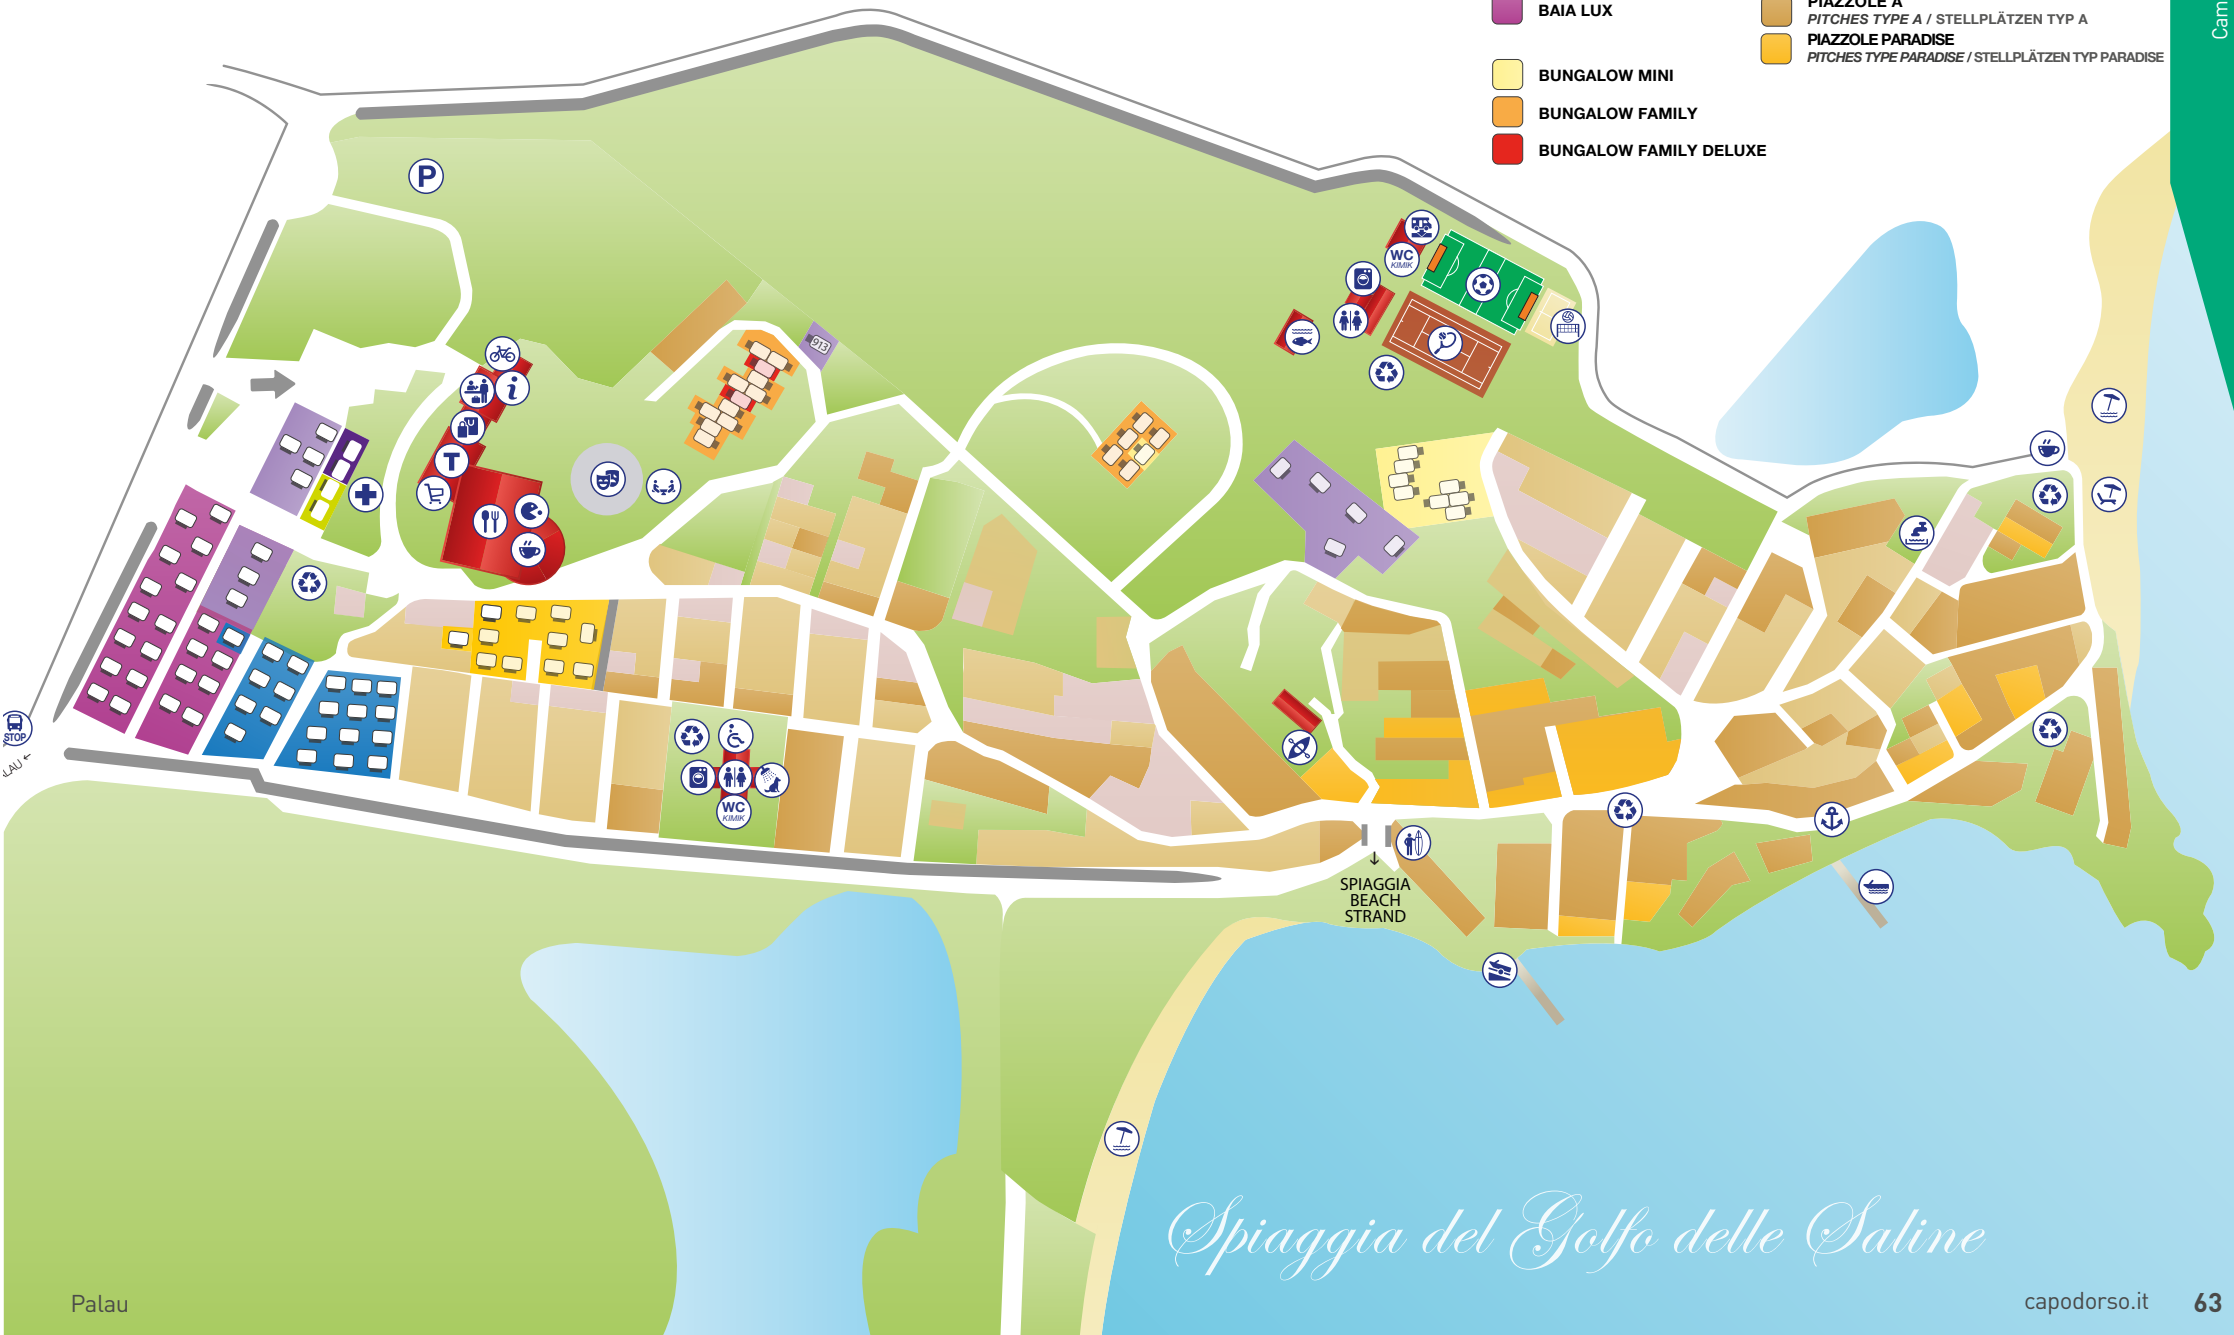 BAIA LUX
PIAZZOLE A
PITCHES TYPE A / STELLPLÄTZEN TYP A
PIAZZOLE PARADISE
PITCHES TYPE PARADISE / STELLPLÄTZEN TYP PARADISE
BUNGALOW MINI
BUNGALOW FAMILY
BUNGALOW FAMILY DELUXE
Cam
P
WC
KIMIK
913
i
T
STOP
WC
KIMIK
SPIAGGIA
BEACH
STRAND
Spiaggia del Golfo delle Saline
Palau
capodorso.it 63